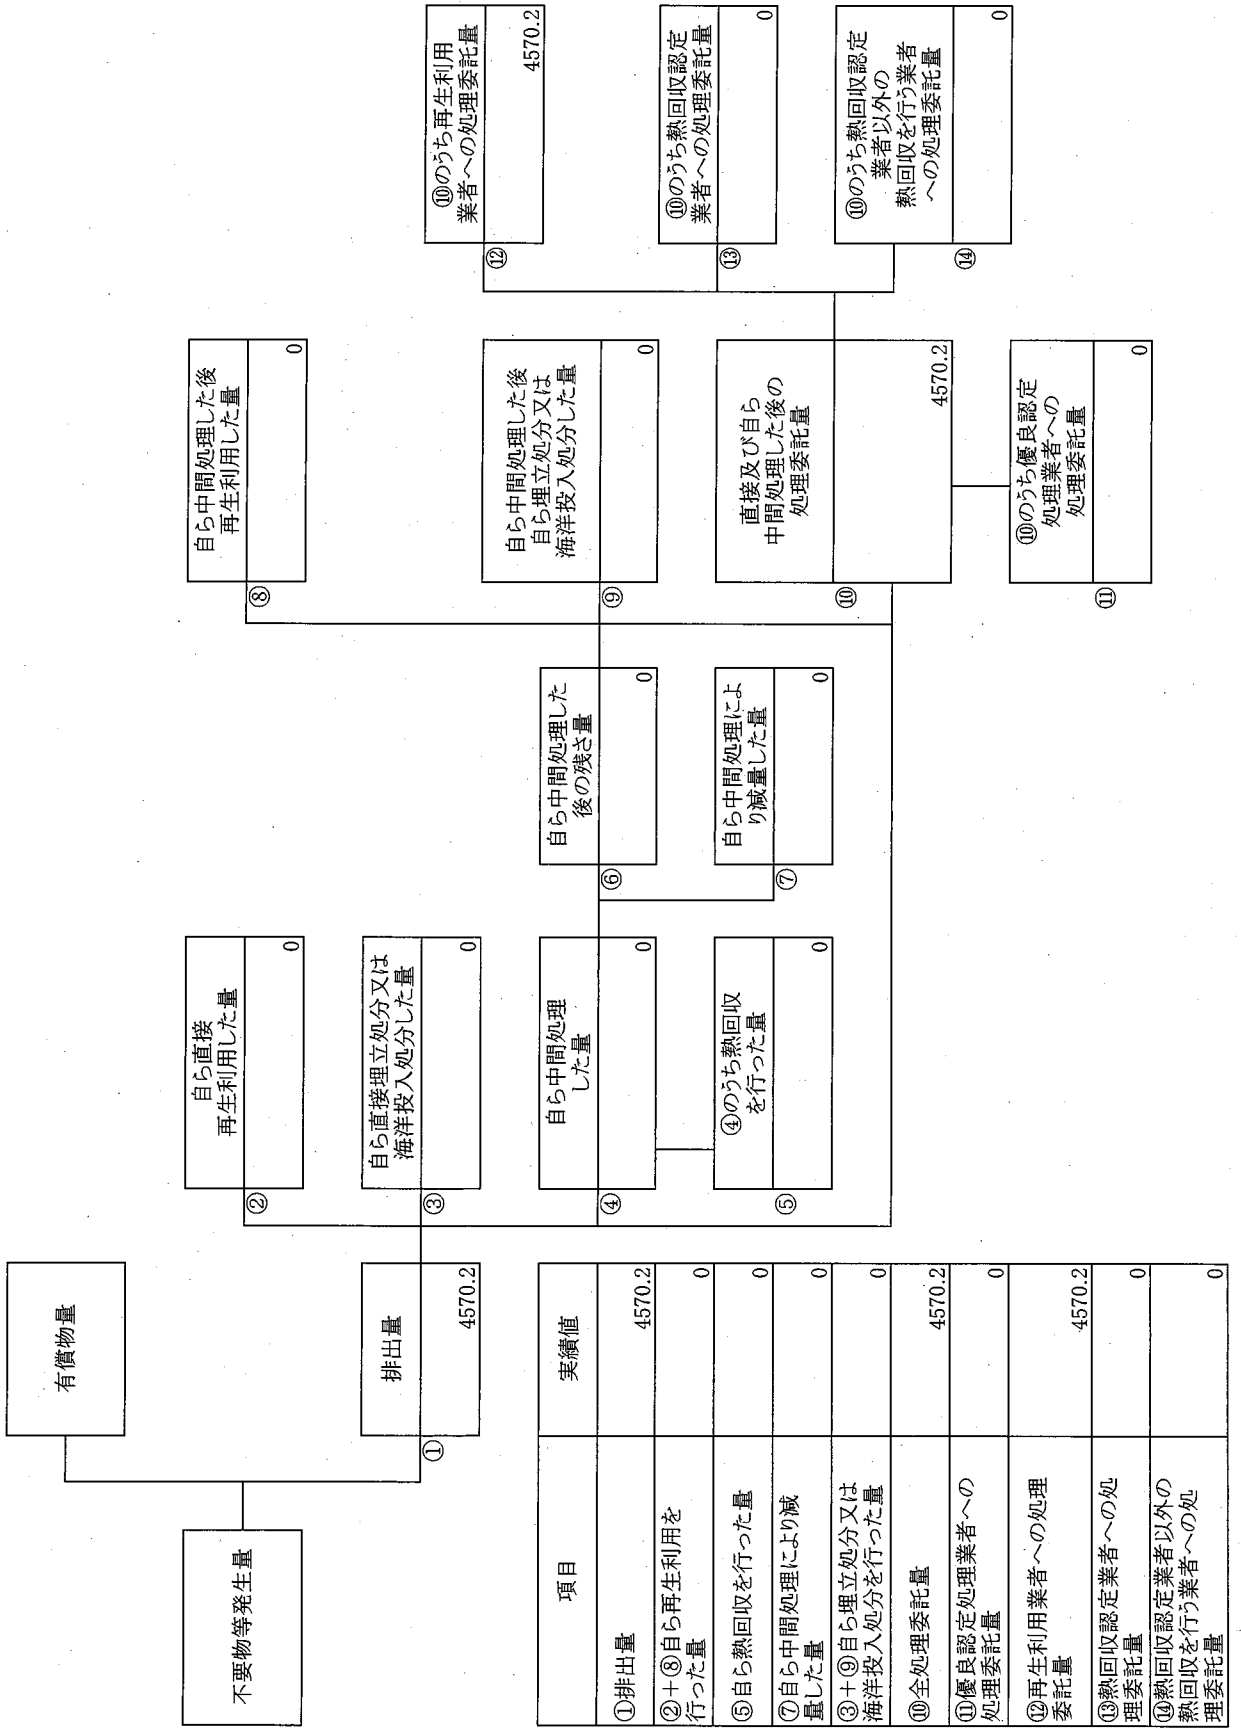 不要物等発生量
有償物量
①
排出量
4570.2
②
自ら直接
再生利用した量
0
③
自ら直接埋立処分又は
海洋投入処分した量
0
④
自ら中間処理
した量
0
⑤
④のうち熱回収
を行った量
0
⑥
自ら中間処理した
後の残さ量
0
⑦
自ら中間処理によ
り減量した量
0
⑧
自ら中間処理した後
再生利用した量
0
⑨
自ら中間処理した後
自ら埋立処分又は
海洋投入処分した量
0
⑩
直接及び自ら
中間処理した後の
処理委託量
4570.2
⑪
⑩のうち優良認定
処理業者への
処理委託量
0
⑫
⑩のうち再生利用
業者への処理委託量
4570.2
⑬
⑩のうち熱回収認定
業者への処理委託量
0
⑭
⑩のうち熱回収認定
業者以外の
熱回収を行う業者
への処理委託量
0
項目 実績値
①排出量 4570.2
②+⑧自ら再生利用を
行った量 0
⑤自ら熱回収を行った量 0
⑦自ら中間処理により減
量した量 0
③+⑨自ら埋立処分又は
海洋投入処分を行った量 0
⑩全処理委託量 4570.2
⑪優良認定処理業者への
処理委託量 0
⑫再生利用業者への処理
委託量 4570.2
⑬熱回収認定業者への処
理委託量 0
⑭熱回収認定業者以外の
熱回収を行う業者への処
理委託量 0